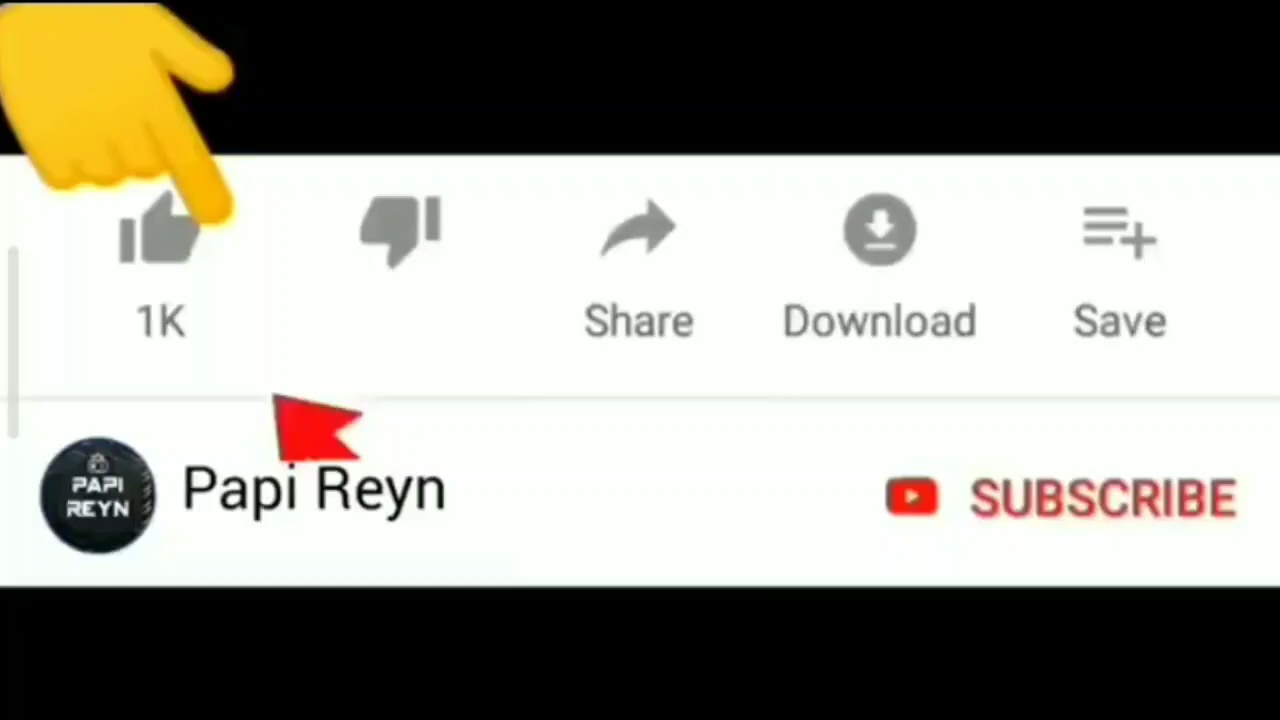 1K
Share
Download
Save
PAPI
REYN
Papi Reyn
SUBSCRIBE